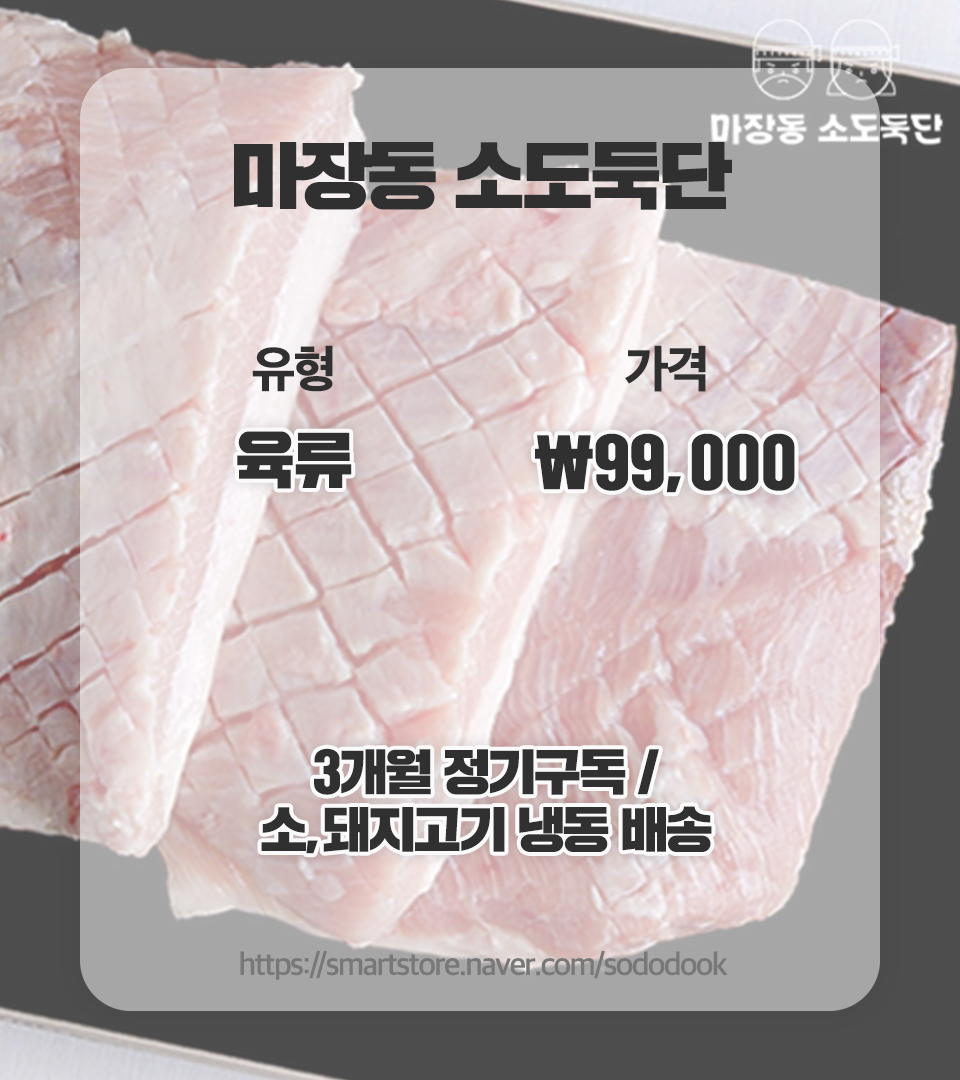 마장동 소도둑단
마장동 소도둑단
유형
가격
육류
₩99,000
3개월 정기구독 /
소,돼지고기 냉동 배송
https://smartstore.naver.com/sododook